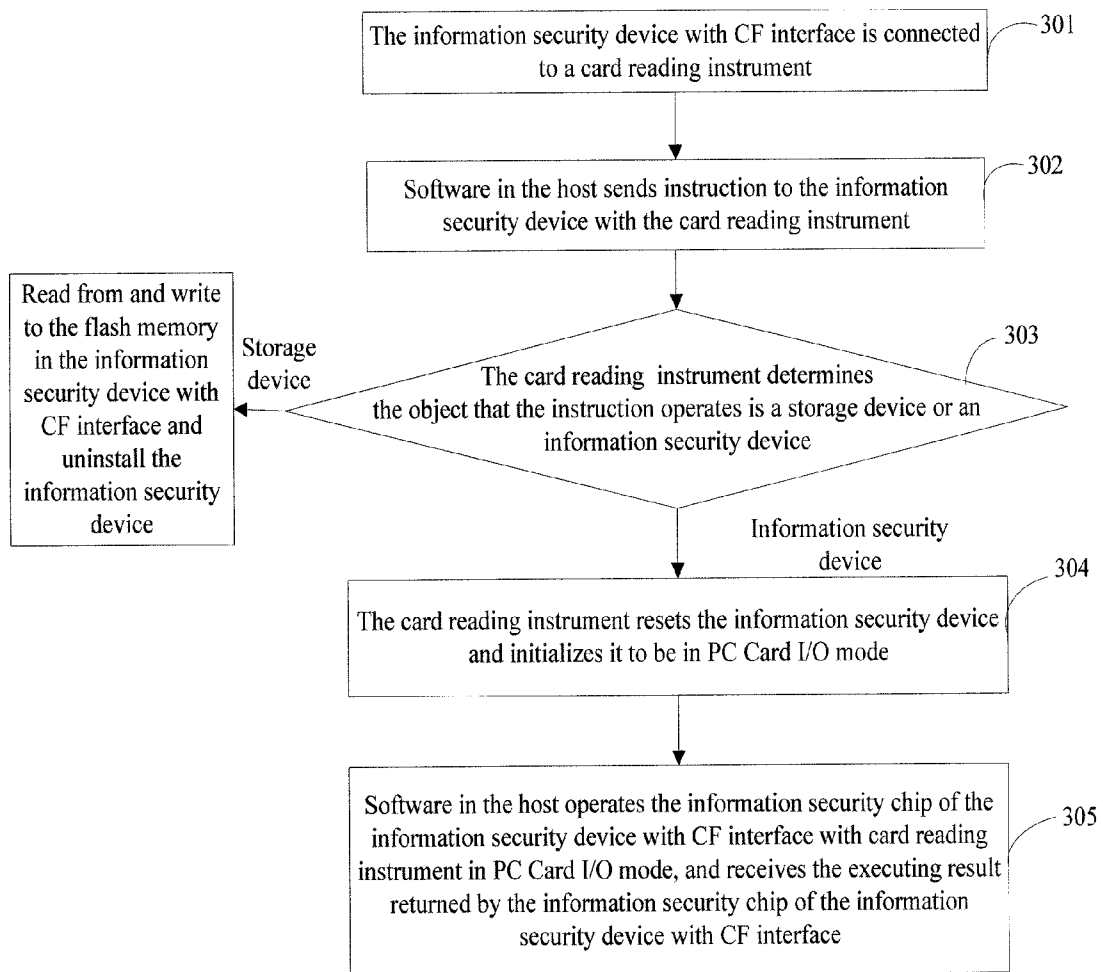 The information security device with CF interface is connected
to a card reading instrument
301
Software in the host sends instruction to the information
security device with the card reading instrument
302
Read from and write
to the flash memory
in the information
security device with
CF interface and
uninstall the
information security
device
Storage
device
The card reading instrument determines
the object that the instruction operates is a storage device or an
information security device
303
Information security
device
The card reading instrument resets the information security device
and initializes it to be in PC Card I/O mode
304
Software in the host operates the information security chip of the
information security device with CF interface with card reading
instrument in PC Card I/O mode, and receives the executing result
returned by the information security chip of the information
security device with CF interface
305